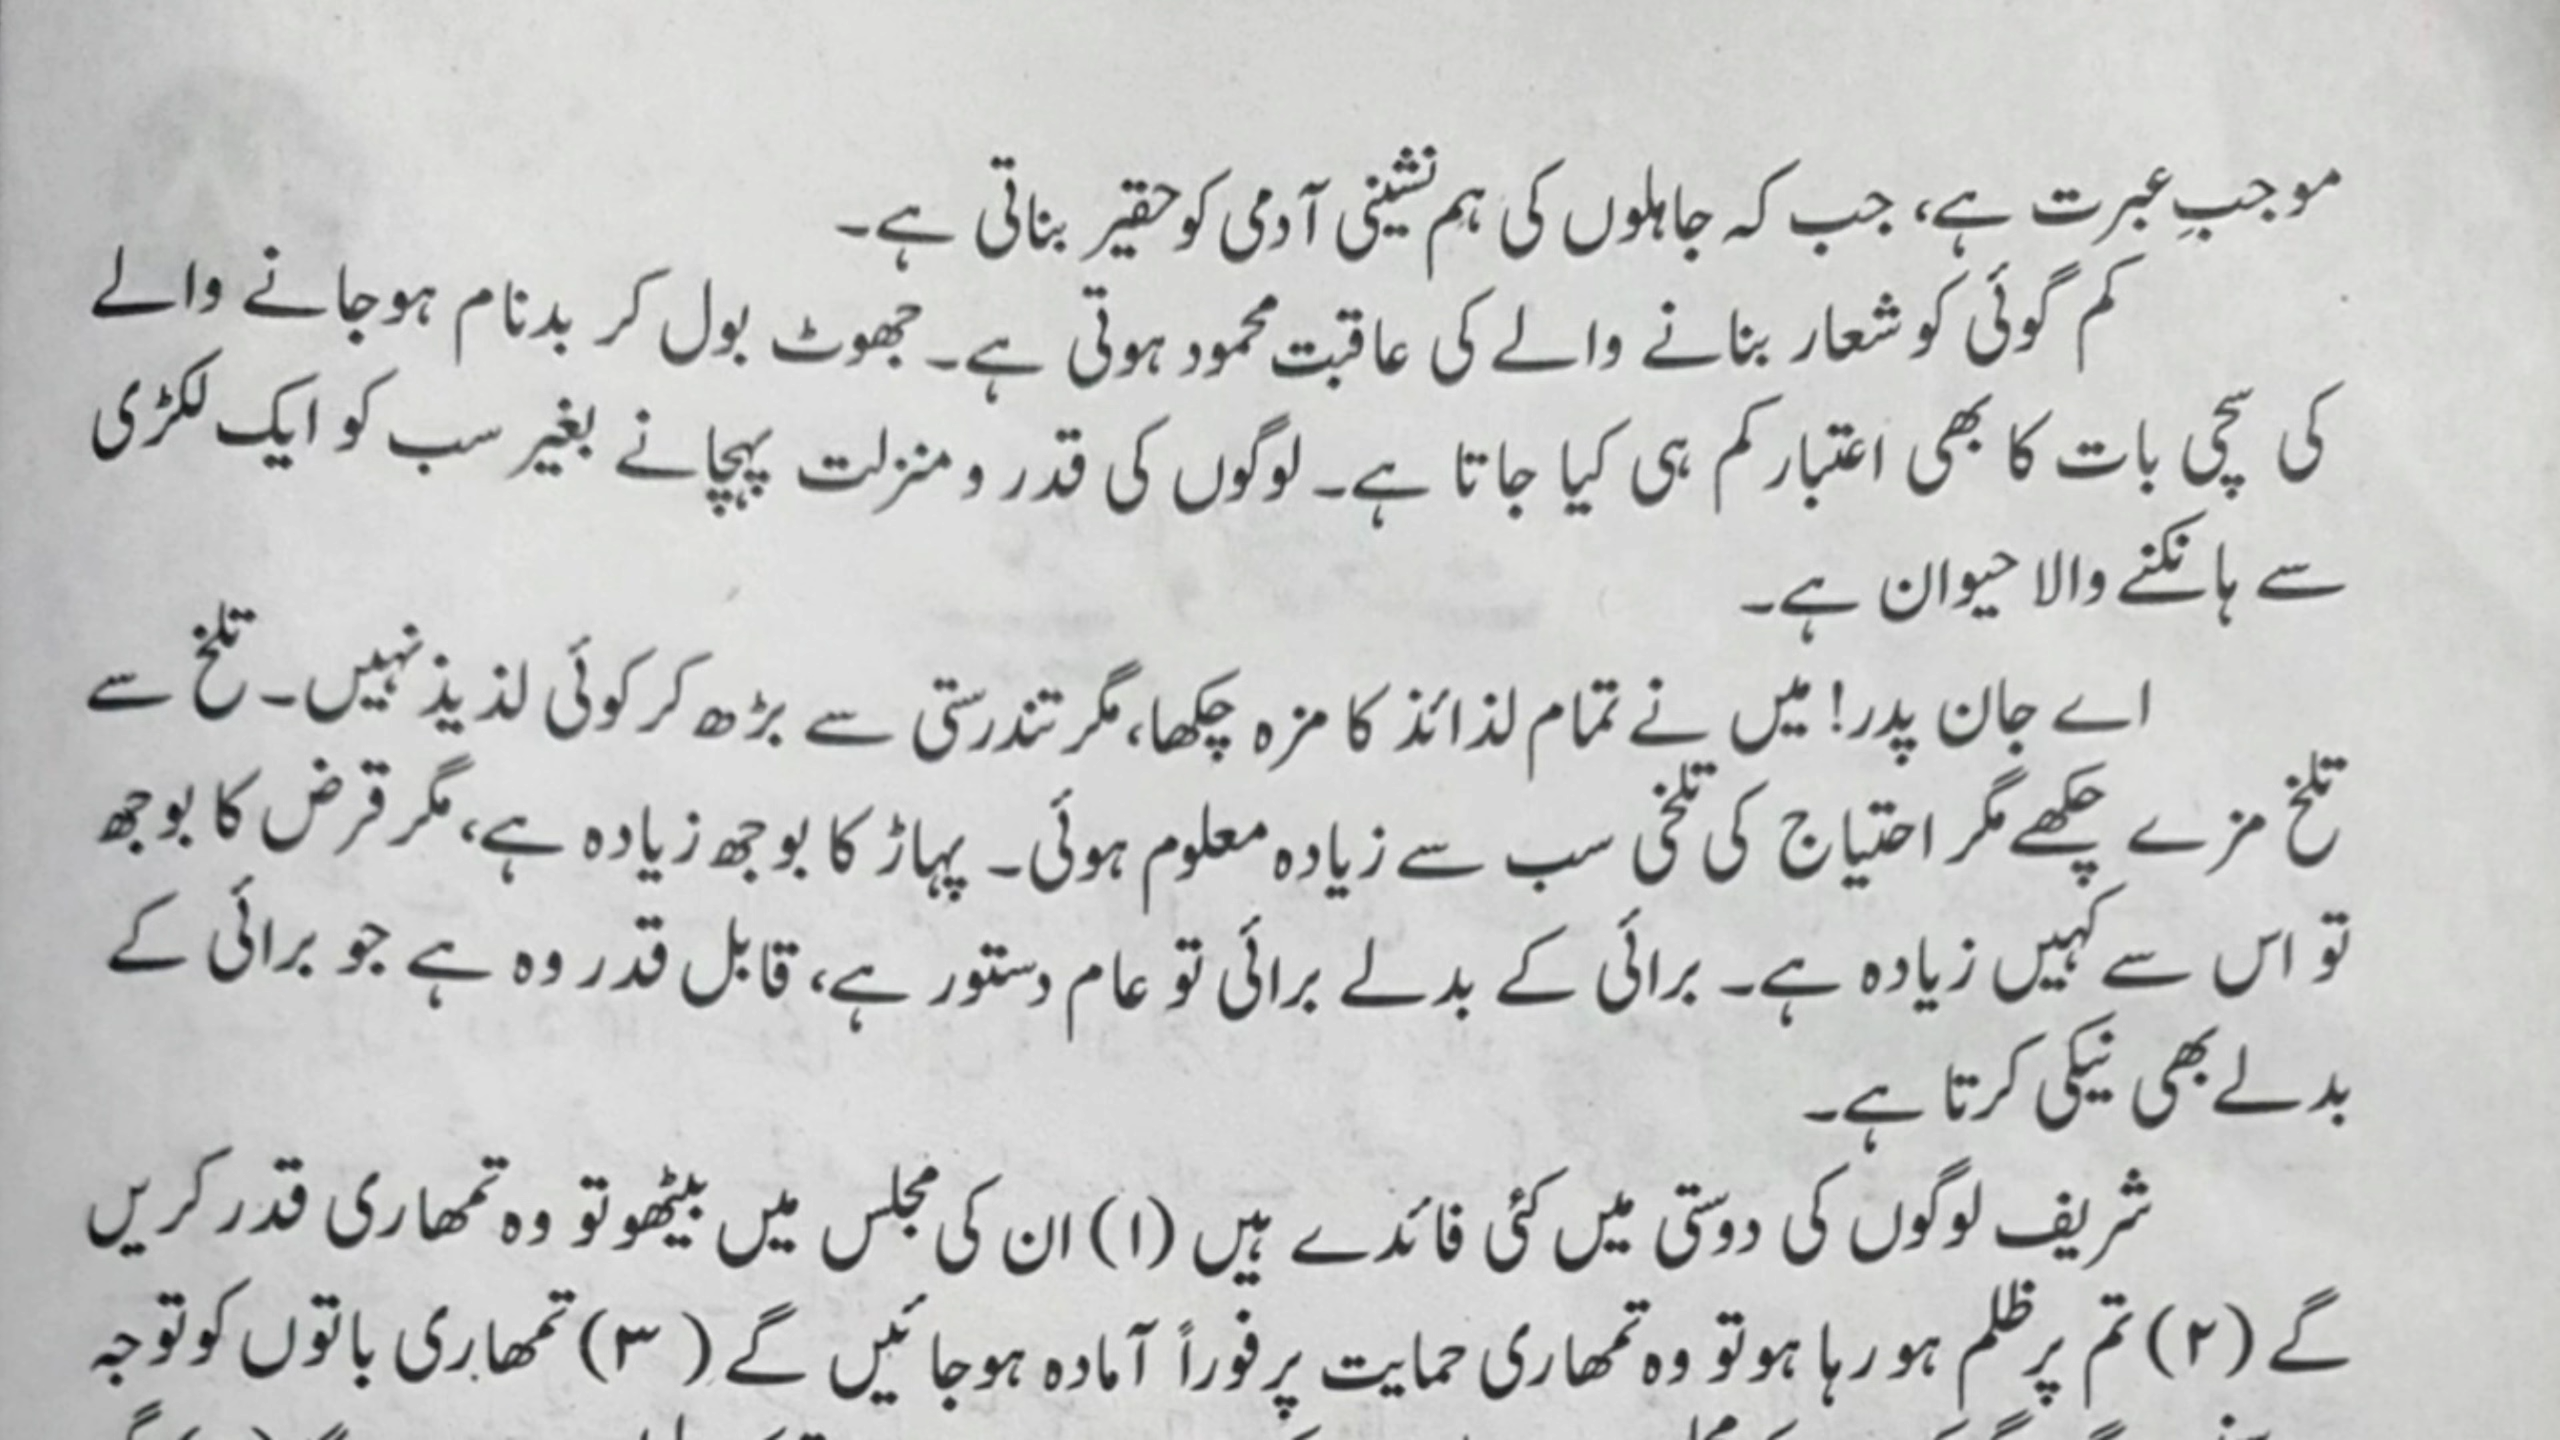 موجبِ عبرت ہے، جب کہ جاہلوں کی ہم نشینی آدمی کو حقیر بناتی ہے۔
کم گوئی کو شعار بنانے والے کی عاقبت محمود ہوتی ہے۔ جھوٹ بول کر بدنام ہوجانے والے
کی سچی بات کا بھی اعتبار کم ہی کیا جاتا ہے۔ لوگوں کی قدر و منزلت پہچانے بغیر سب کو ایک لکڑی
سے ہانکنے والا حیوان ہے۔
اے جان پدر! میں نے تمام لذائذ کا مزہ چکھا، مگر تندرستی سے بڑھ کر کوئی لذیذ نہیں۔ تلخ سے
تلخ مزے چکھے مگر احتیاج کی تلخی سب سے زیادہ معلوم ہوئی۔ پہاڑ کا بوجھ زیادہ ہے، مگر قرض کا بوجھ
تو اس سے کہیں زیادہ ہے۔ برائی کے بدلے برائی تو عام دستور ہے، قابل قدر وہ ہے جو برائی کے
بدلے بھی نیکی کرتا ہے۔
شریف لوگوں کی دوستی میں کئی فائدے ہیں (۱) ان کی مجلس میں بیٹھو تو وہ تمھاری قدر کریں
گے (۲) تم پر ظلم ہو رہا ہو تو وہ تمھاری حمایت پر فوراً آمادہ ہوجائیں گے (۳) تمھاری باتوں کو توجہ